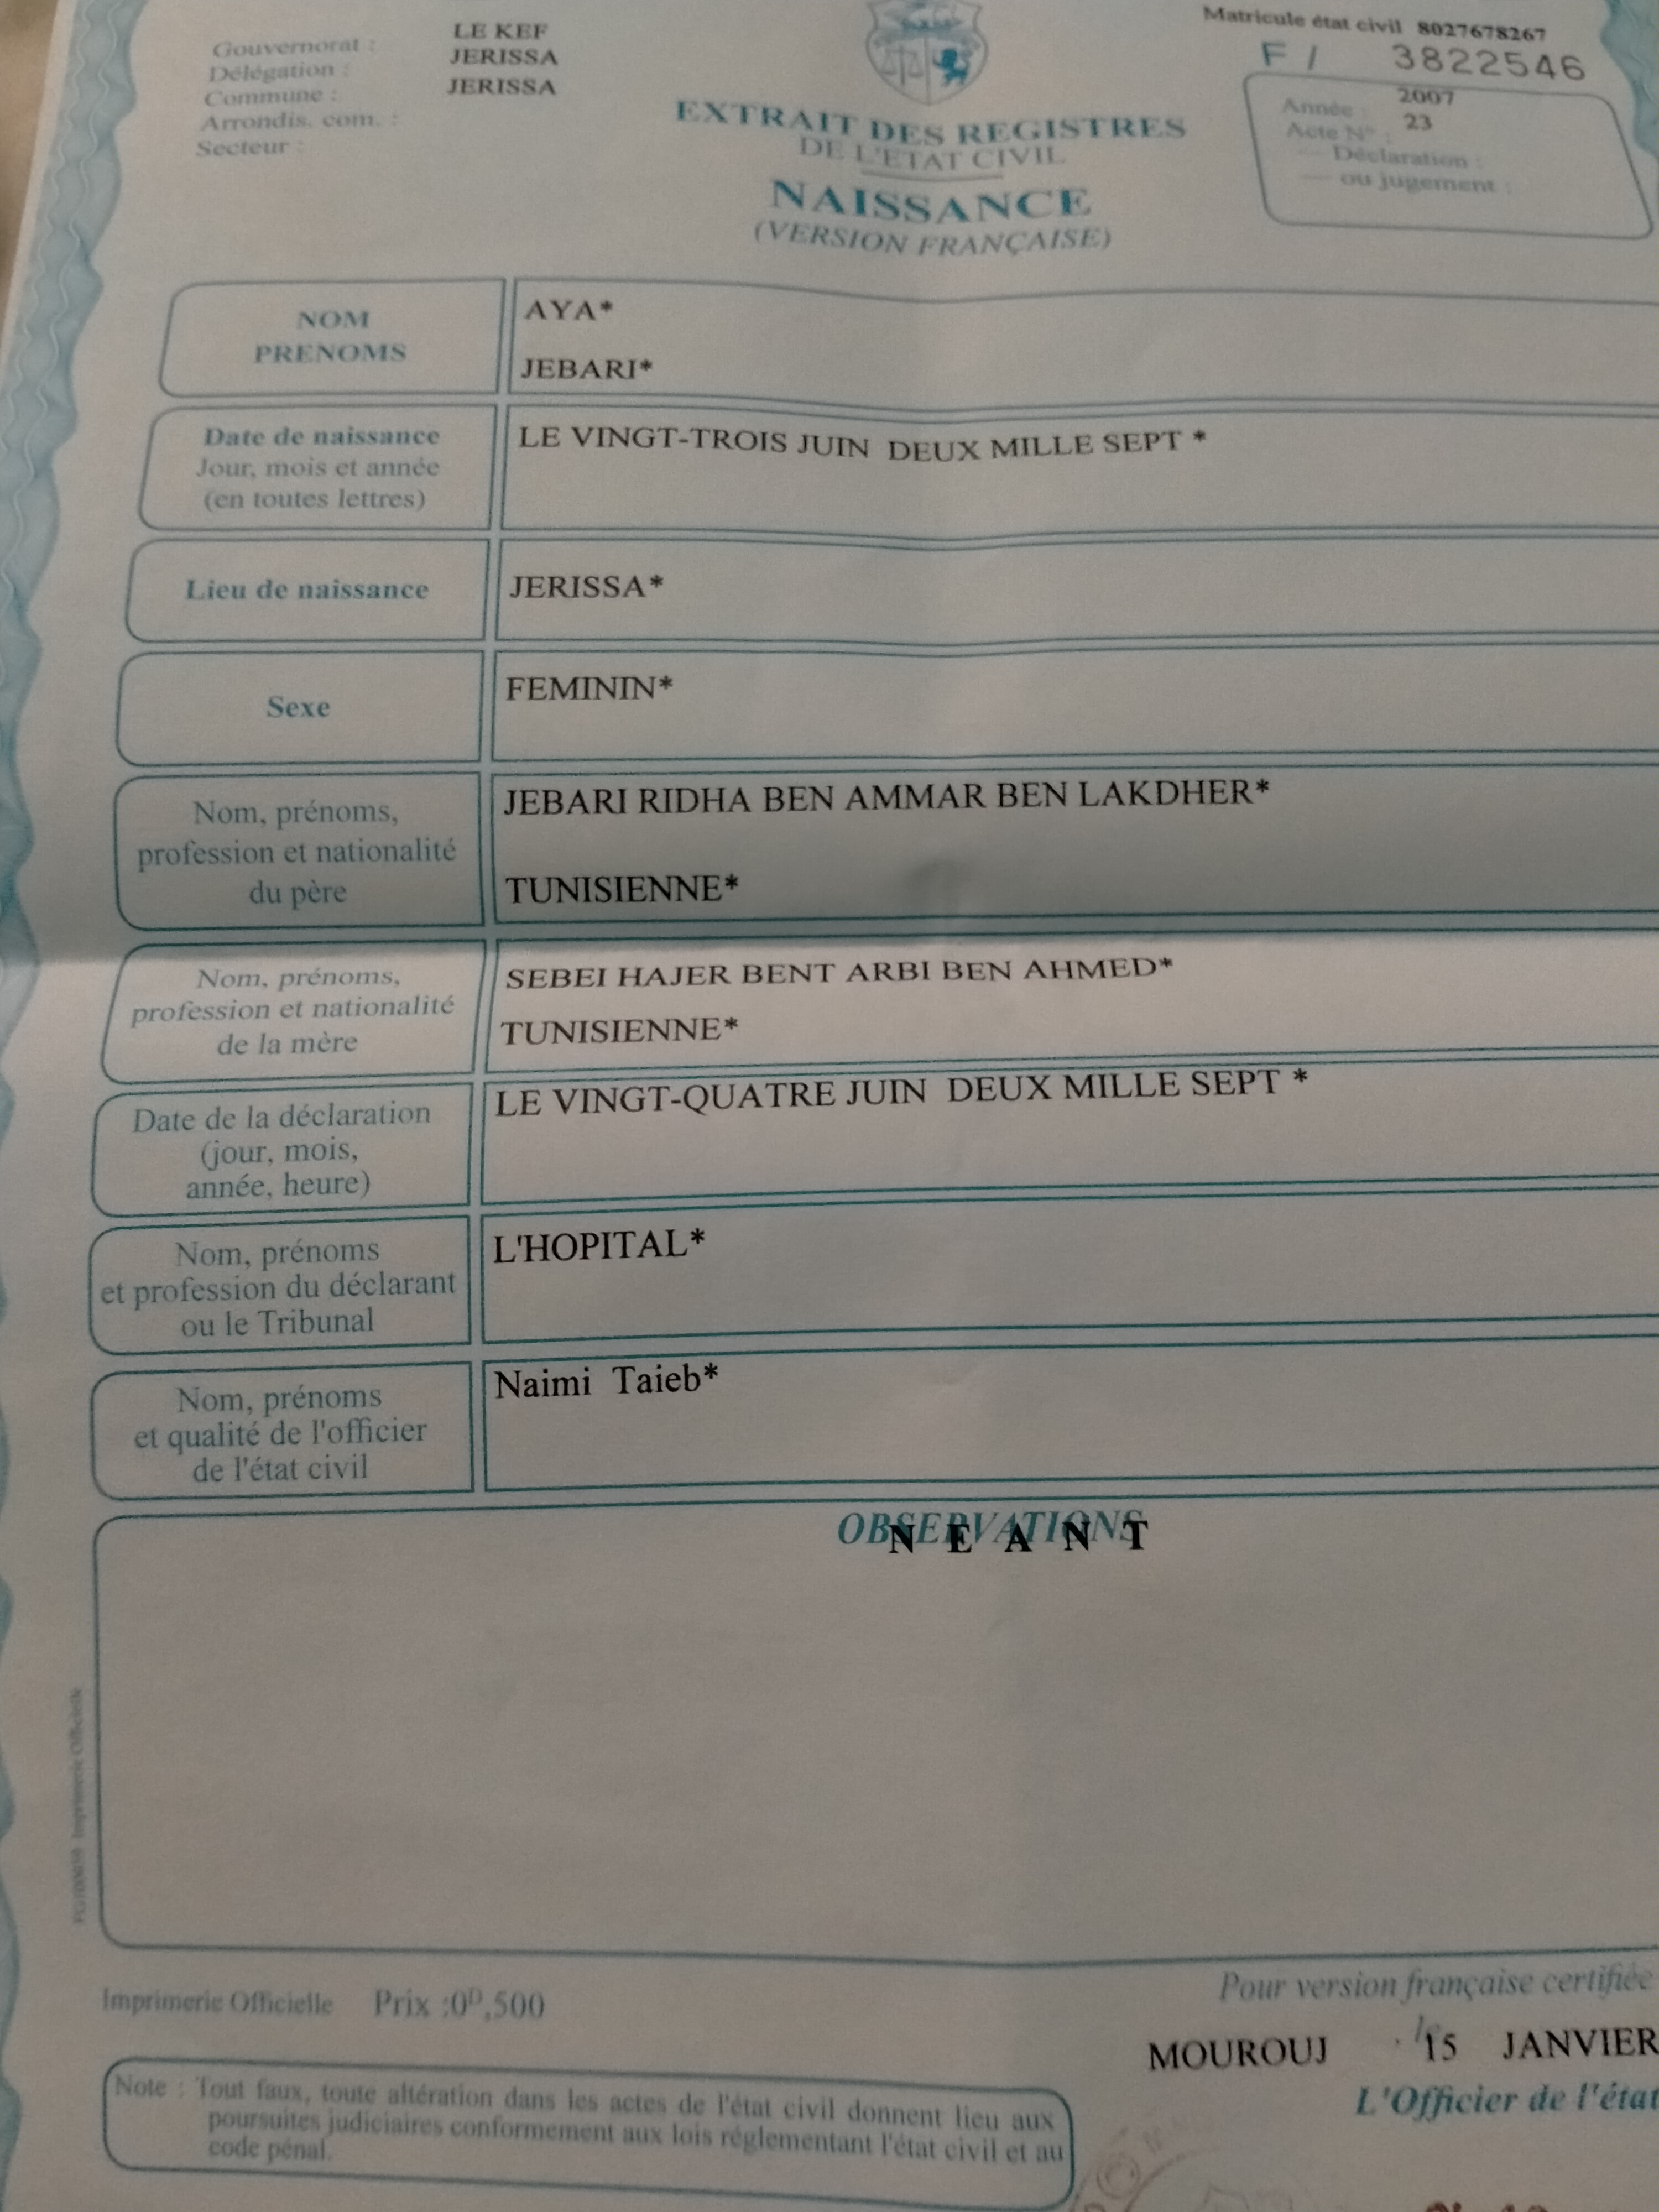 Matricule état civil 8027678267
F / 3822546
Gouvernorat : LE KEF
Délégation : JERISSA
Commune : JERISSA
Arrondis. com. :
Secteur :
EXTRAIT DES REGISTRES
DE L'ETAT CIVIL
NAISSANCE
(VERSION FRANÇAISE)
Année : 2007
Acte N° : 23
— Déclaration :
— ou jugement :
NOM
PRENOMS
AYA*
JEBARI*
Date de naissance
Jour, mois et année
(en toutes lettres)
LE VINGT-TROIS JUIN DEUX MILLE SEPT *
Lieu de naissance
JERISSA*
Sexe
FEMININ*
Nom, prénoms,
profession et nationalité
du père
JEBARI RIDHA BEN AMMAR BEN LAKDHER*
TUNISIENNE*
Nom, prénoms,
profession et nationalité
de la mère
SEBEI HAJER BENT ARBI BEN AHMED*
TUNISIENNE*
Date de la déclaration
(jour, mois,
année, heure)
LE VINGT-QUATRE JUIN DEUX MILLE SEPT *
Nom, prénoms
et profession du déclarant
ou le Tribunal
L'HOPITAL*
Nom, prénoms
et qualité de l'officier
de l'état civil
Naimi Taieb*
OBSERVATIONS
N E A N T
Imprimerie Officielle Prix :0ᴰ,500
Pour version française certifiée
MOUROUJ le 15 JANVIER
L'Officier de l'état
Note : Tout faux, toute altération dans les actes de l'état civil donnent lieu aux
poursuites judiciaires conformement aux lois réglementant l'état civil et au
code pénal.